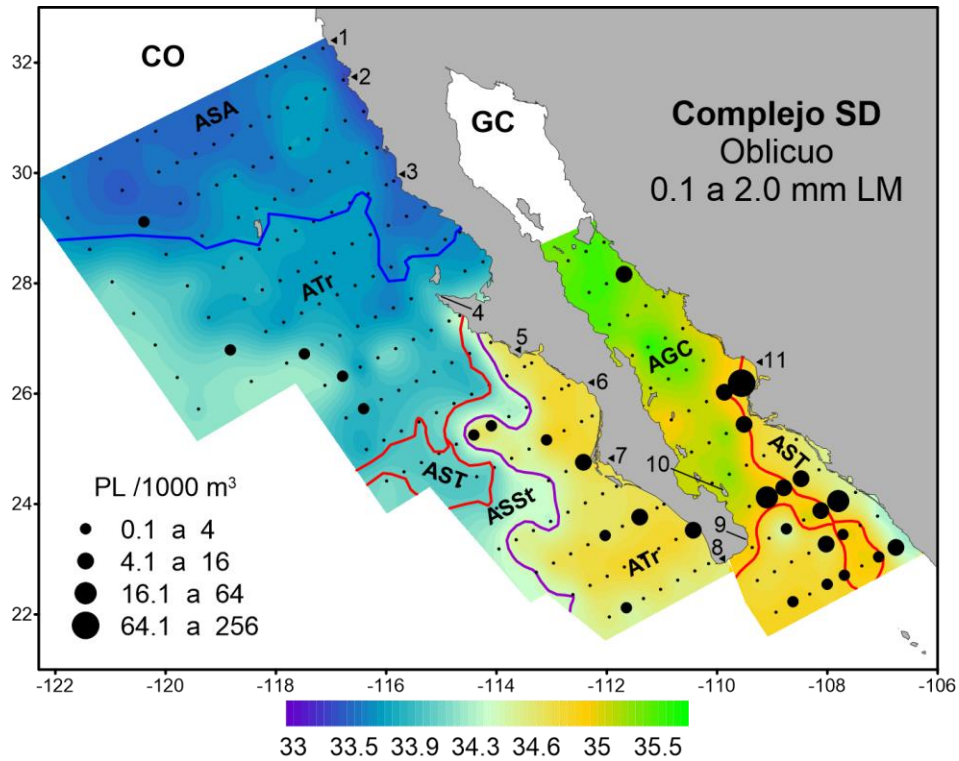 CO
GC
Complejo SD
Oblicuo
0.1 a 2.0 mm LM
ASA
ATr
AGC
AST
AST
ASSt
ATr
1
2
3
4
5
6
7
8
9
10
11
PL /1000 m³
0.1 a 4
4.1 a 16
16.1 a 64
64.1 a 256
32
30
28
26
24
22
-122 -120 -118 -116 -114 -112 -110 -108 -106
33 33.5 33.9 34.3 34.6 35 35.5